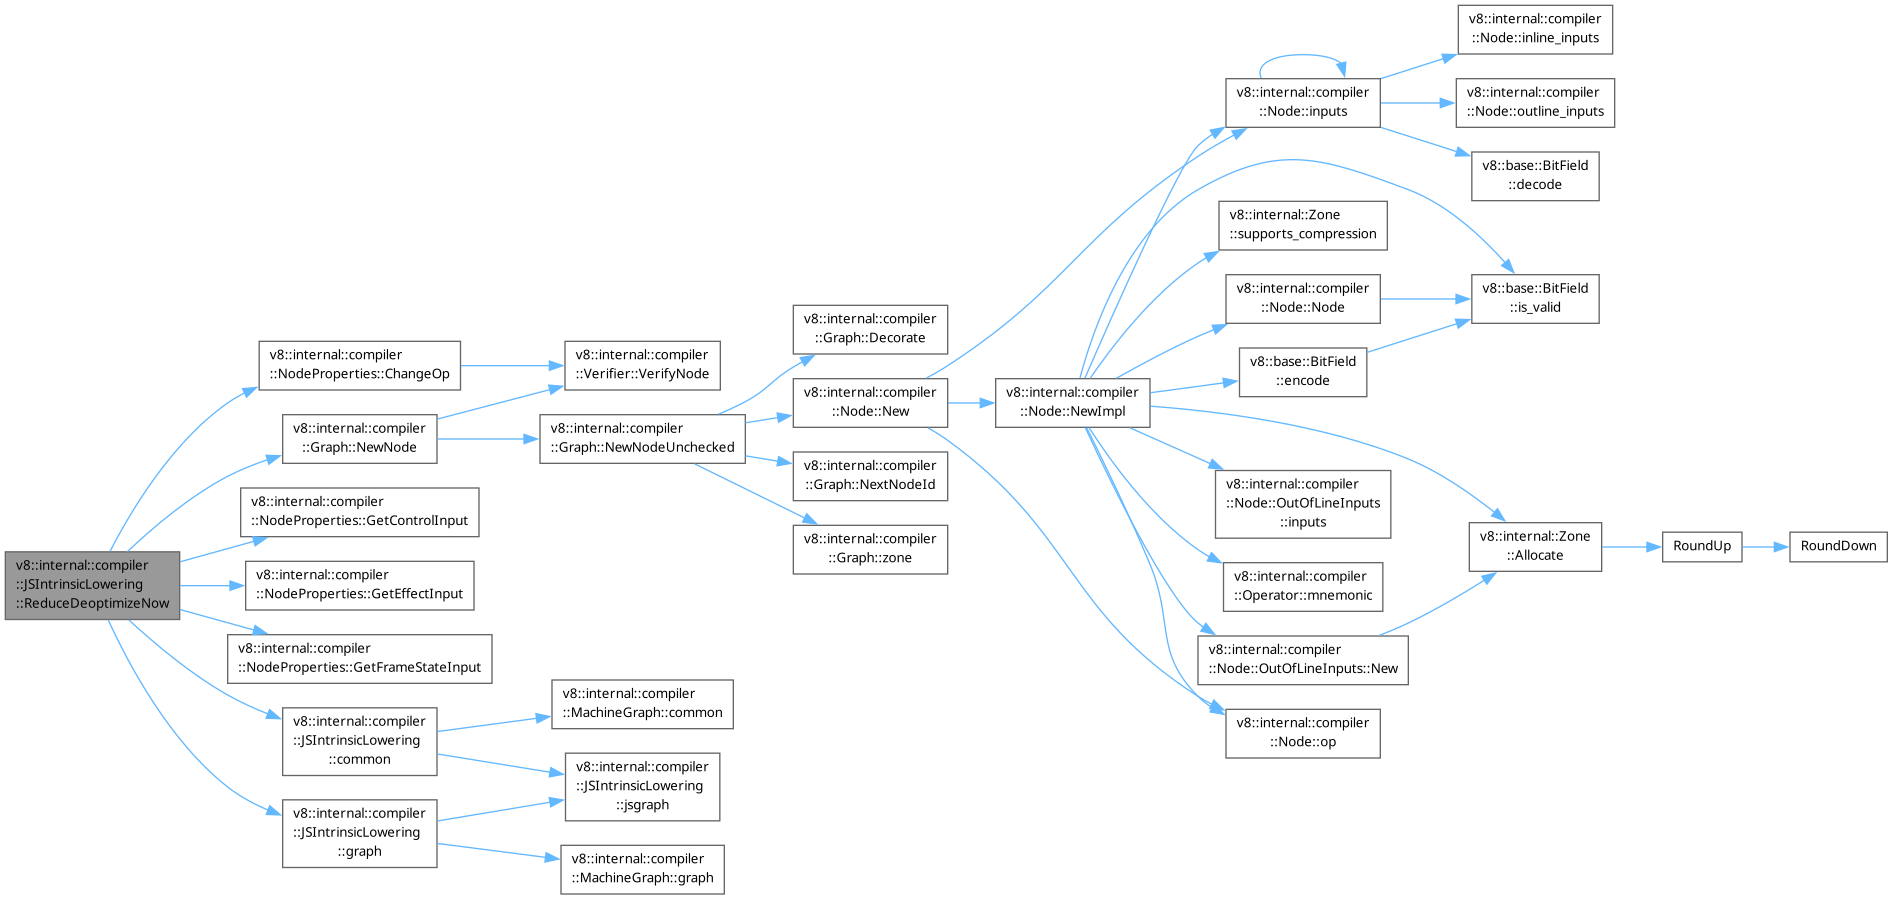 v8::internal::compiler
::JSIntrinsicLowering
::ReduceDeoptimizeNow
v8::internal::compiler
::NodeProperties::ChangeOp
v8::internal::compiler
::Graph::NewNode
v8::internal::compiler
::NodeProperties::GetControlInput
v8::internal::compiler
::NodeProperties::GetEffectInput
v8::internal::compiler
::NodeProperties::GetFrameStateInput
v8::internal::compiler
::JSIntrinsicLowering
::common
v8::internal::compiler
::JSIntrinsicLowering
::graph
v8::internal::compiler
::Verifier::VerifyNode
v8::internal::compiler
::Graph::NewNodeUnchecked
v8::internal::compiler
::MachineGraph::common
v8::internal::compiler
::JSIntrinsicLowering
::jsgraph
v8::internal::compiler
::MachineGraph::graph
v8::internal::compiler
::Graph::Decorate
v8::internal::compiler
::Node::New
v8::internal::compiler
::Graph::NextNodeId
v8::internal::compiler
::Graph::zone
v8::internal::compiler
::Node::NewImpl
v8::internal::compiler
::Node::inputs
v8::internal::Zone
::supports_compression
v8::internal::compiler
::Node::Node
v8::base::BitField
::encode
v8::internal::compiler
::Node::OutOfLineInputs
::inputs
v8::internal::compiler
::Operator::mnemonic
v8::internal::compiler
::Node::OutOfLineInputs::New
v8::internal::compiler
::Node::op
v8::internal::compiler
::Node::inline_inputs
v8::internal::compiler
::Node::outline_inputs
v8::base::BitField
::decode
v8::base::BitField
::is_valid
v8::internal::Zone
::Allocate
RoundUp
RoundDown